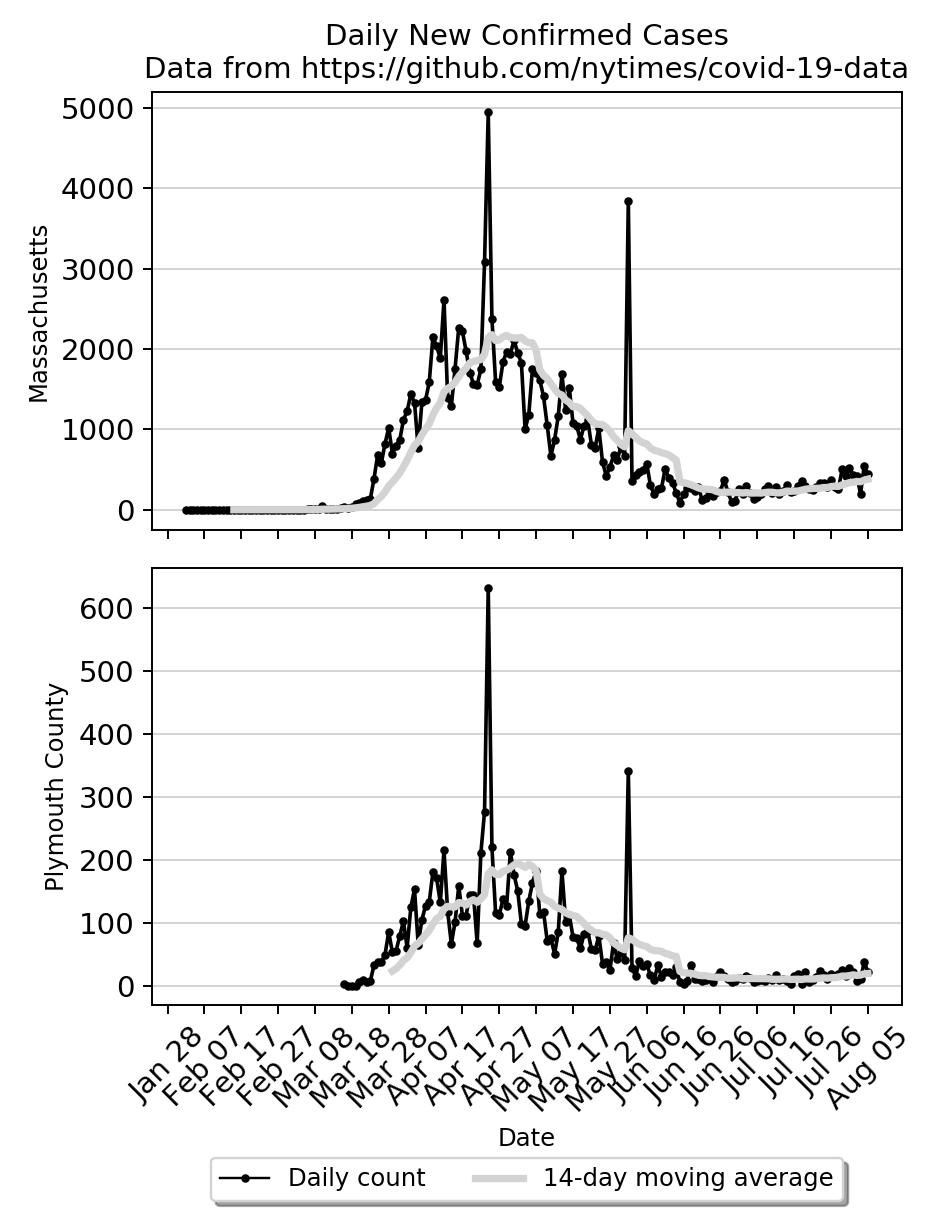 Daily New Confirmed Cases
Data from https://github.com/nytimes/covid-19-data
Massachusetts
5000
4000
3000
2000
1000
0
Plymouth County
600
500
400
300
200
100
0
Jan 28
Feb 07
Feb 17
Feb 27
Mar 08
Mar 18
Mar 28
Apr 07
Apr 17
Apr 27
May 07
May 17
May 27
Jun 06
Jun 16
Jun 26
Jul 06
Jul 16
Jul 26
Aug 05
Date
Daily count
14-day moving average